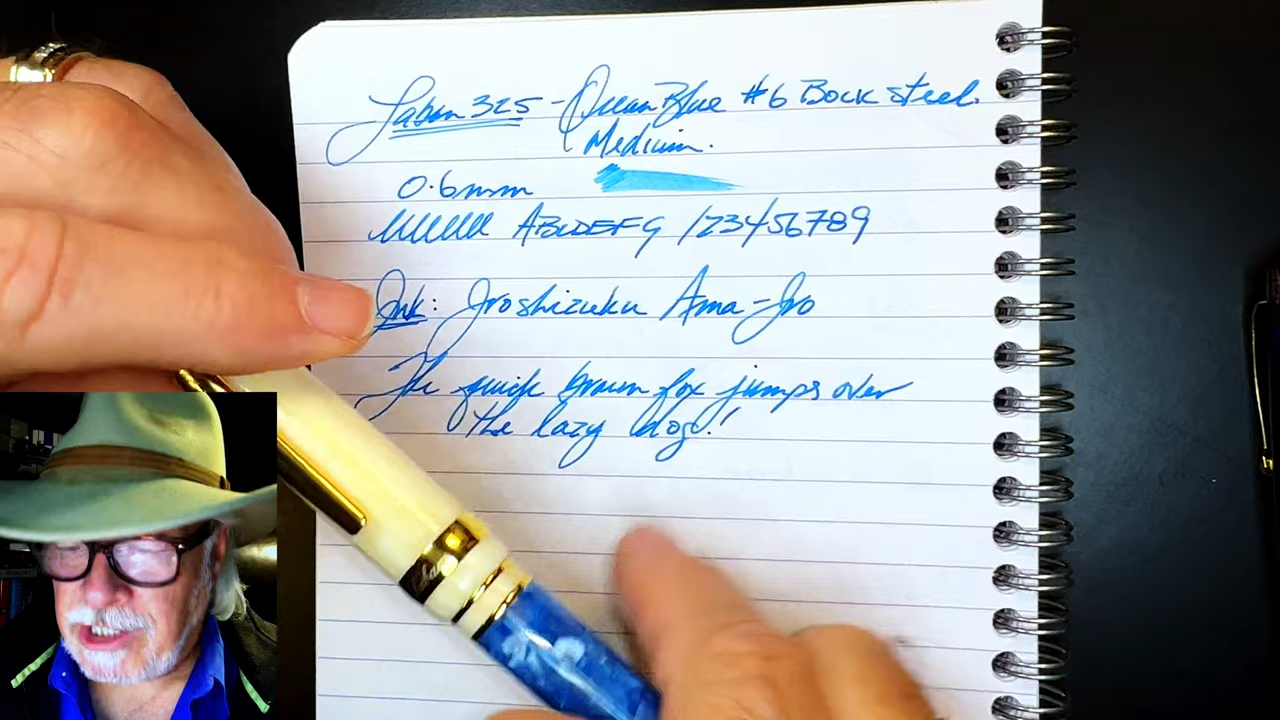 Laban 325 - Ocean Blue #6 Bock steel.
Medium.
0.6mm
ABCDEFG 123456789
Ink: Iroshizuku Ama-Iro
The quick brown fox jumps over
the lazy dog!